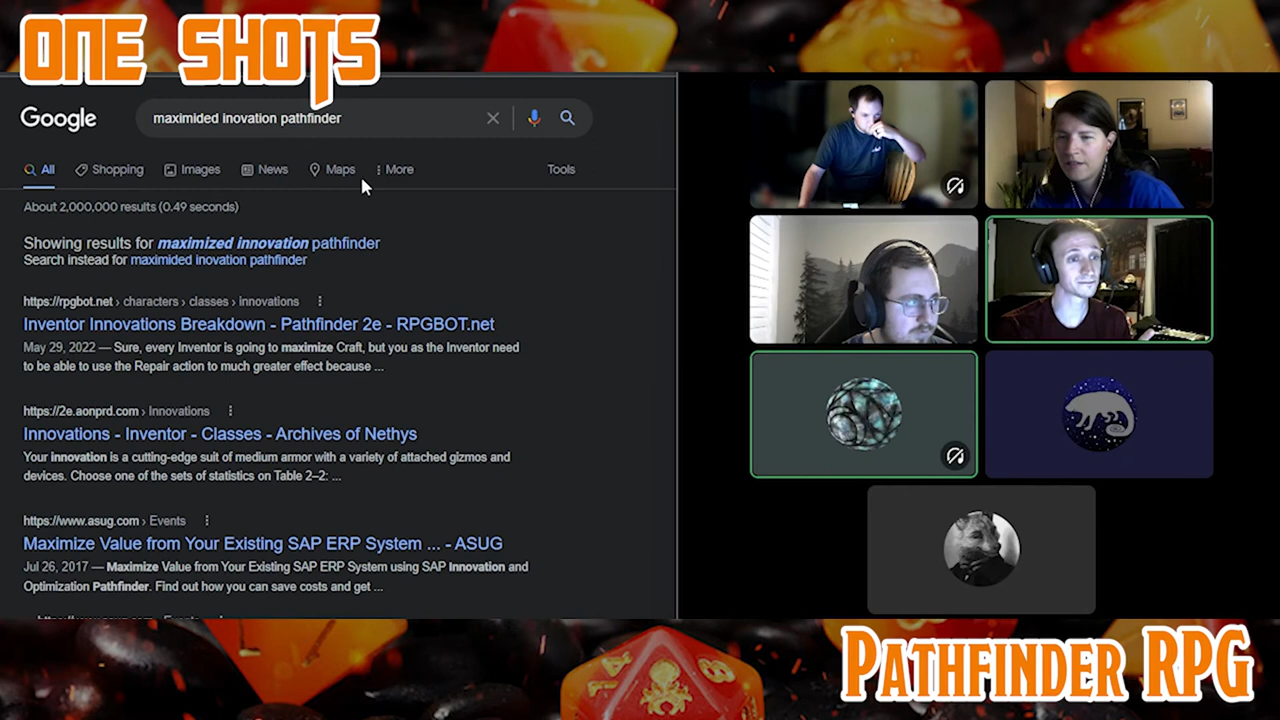 ONE SHOTS
Google
maximided inovation pathfinder
All
Shopping
Images
News
Maps
More
Tools
About 2,000,000 results (0.49 seconds)
Showing results for maximized innovation pathfinder
Search instead for maximided inovation pathfinder
https://rpgbot.net › characters › classes › innovations
Inventor Innovations Breakdown - Pathfinder 2e - RPGBOT.net
May 29, 2022 — Sure, every Inventor is going to maximize Craft, but you as the Inventor need
to be able to use the Repair action to much greater effect because ...
https://2e.aonprd.com › Innovations
Innovations - Inventor - Classes - Archives of Nethys
Your innovation is a cutting-edge suit of medium armor with a variety of attached gizmos and
devices. Choose one of the sets of statistics on Table 2–2: ...
https://www.asug.com › Events
Maximize Value from Your Existing SAP ERP System ... - ASUG
Jul 26, 2017 — Maximize Value from Your Existing SAP ERP System using SAP Innovation and
Optimization Pathfinder. Find out how you can save costs and get ...
PATHFINDER RPG